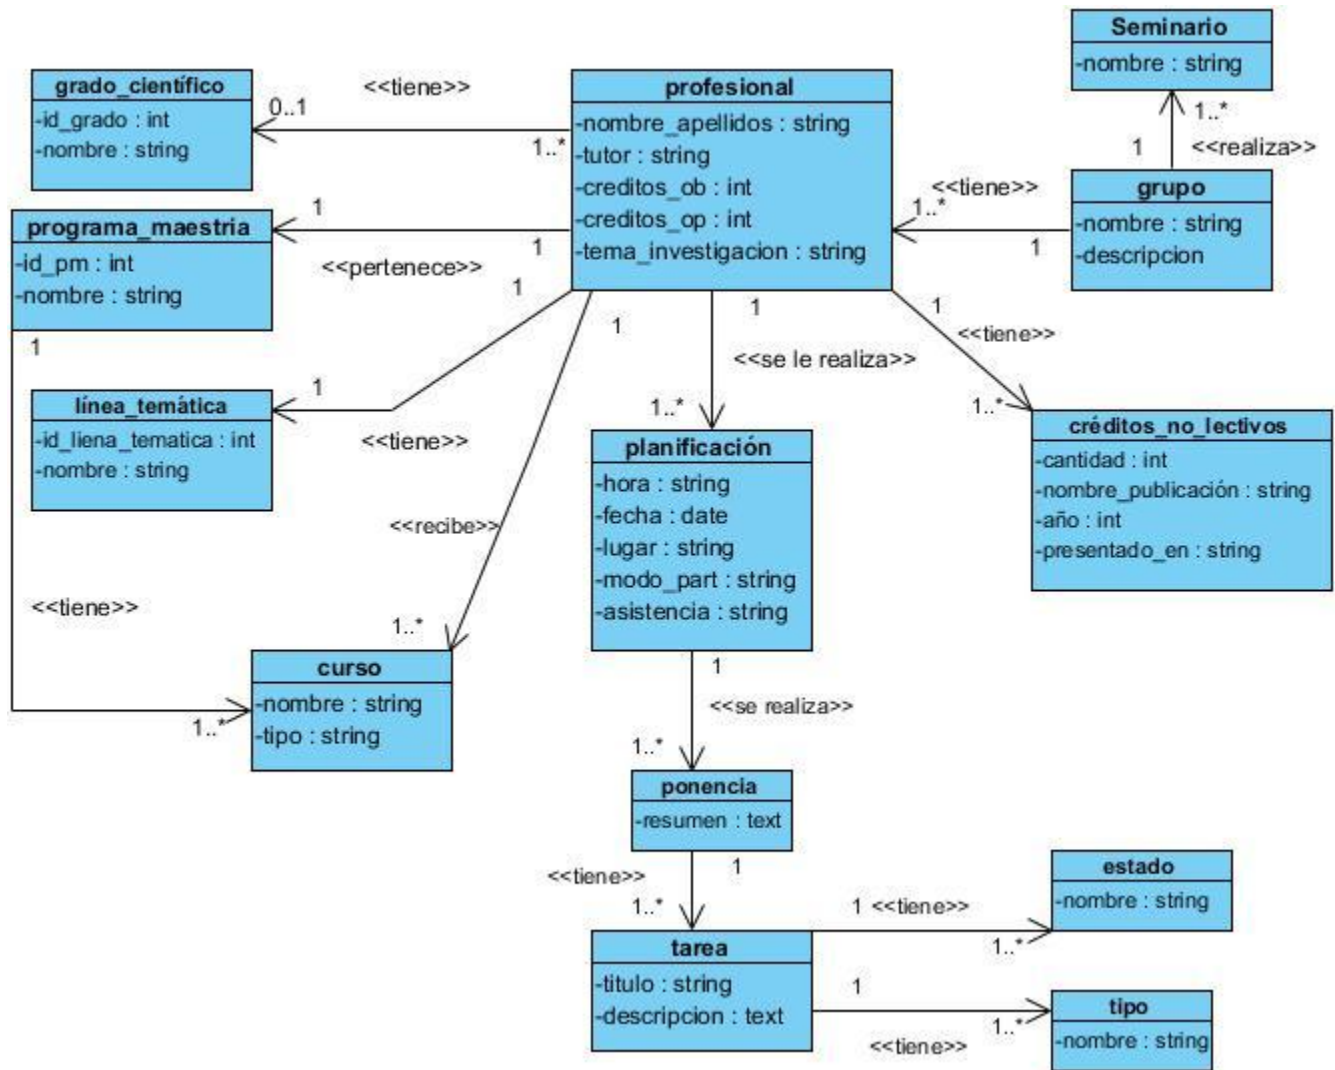 Seminario
-nombre : string
grado_científico
-id_grado : int
-nombre : string
<<tiene>>
0..1
1..*
profesional
-nombre_apellidos : string
-tutor : string
-creditos_ob : int
-creditos_op : int
-tema_investigacion : string
1..*
1
<<realiza>>
<<tiene>>
1..*
1
grupo
-nombre : string
-descripcion
programa_maestria
-id_pm : int
-nombre : string
1
1
<<pertenece>>
1
<<tiene>>
1..*
línea_temática
-id_liena_tematica : int
-nombre : string
1
1
<<tiene>>
1
<<recibe>>
1..*
curso
-nombre : string
-tipo : string
1
<<se le realiza>>
1..*
planificación
-hora : string
-fecha : date
-lugar : string
-modo_part : string
-asistencia : string
1
<<tiene>>
1..*
créditos_no_lectivos
-cantidad : int
-nombre_publicación : string
-año : int
-presentado_en : string
1
<<se realiza>>
1..*
ponencia
-resumen : text
1
<<tiene>>
1..*
tarea
-titulo : string
-descripcion : text
1 <<tiene>>
1..*
estado
-nombre : string
1
1..*
<<tiene>>
tipo
-nombre : string